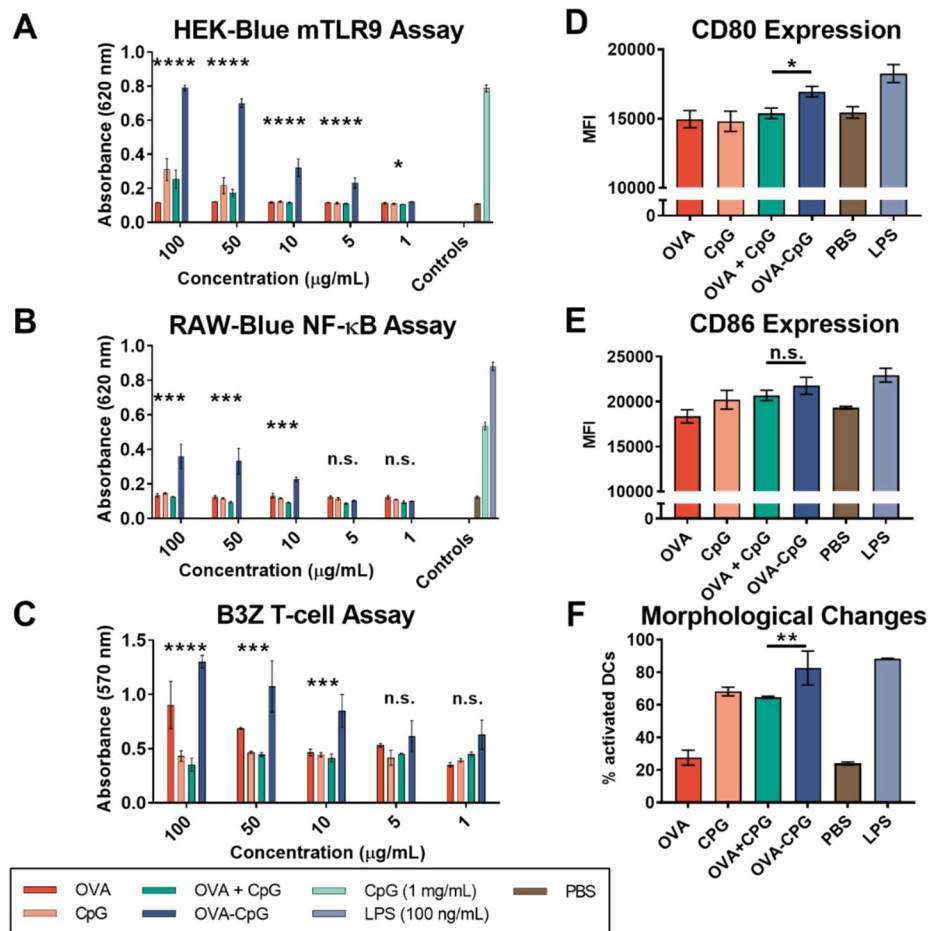 A
HEK-Blue mTLR9 Assay
Absorbance (620 nm)
0.8
0.6
0.4
0.2
0.0
**** **** **** **** *
100 50 10 5 1 Controls
Concentration (μg/mL)
B
RAW-Blue NF-κB Assay
Absorbance (620 nm)
1.0
0.8
0.6
0.4
0.2
0.0
*** *** *** n.s. n.s.
100 50 10 5 1 Controls
Concentration (μg/mL)
C
B3Z T-cell Assay
Absorbance (570 nm)
1.5
1.0
0.5
0.0
**** *** *** n.s. n.s.
100 50 10 5 1
Concentration (μg/mL)
D
CD80 Expression
MFI
20000
15000
10000
0
*
OVA CpG OVA + CpG OVA-CpG PBS LPS
E
CD86 Expression
MFI
25000
20000
15000
10000
0
n.s.
OVA CpG OVA + CpG OVA-CpG PBS LPS
F
Morphological Changes
% activated DCs
100
80
60
40
20
0
**
OVA CPG OVA+CPG OVA-CPG PBS LPS
OVA OVA + CpG CpG (1 mg/mL) PBS
CpG OVA-CpG LPS (100 ng/mL)